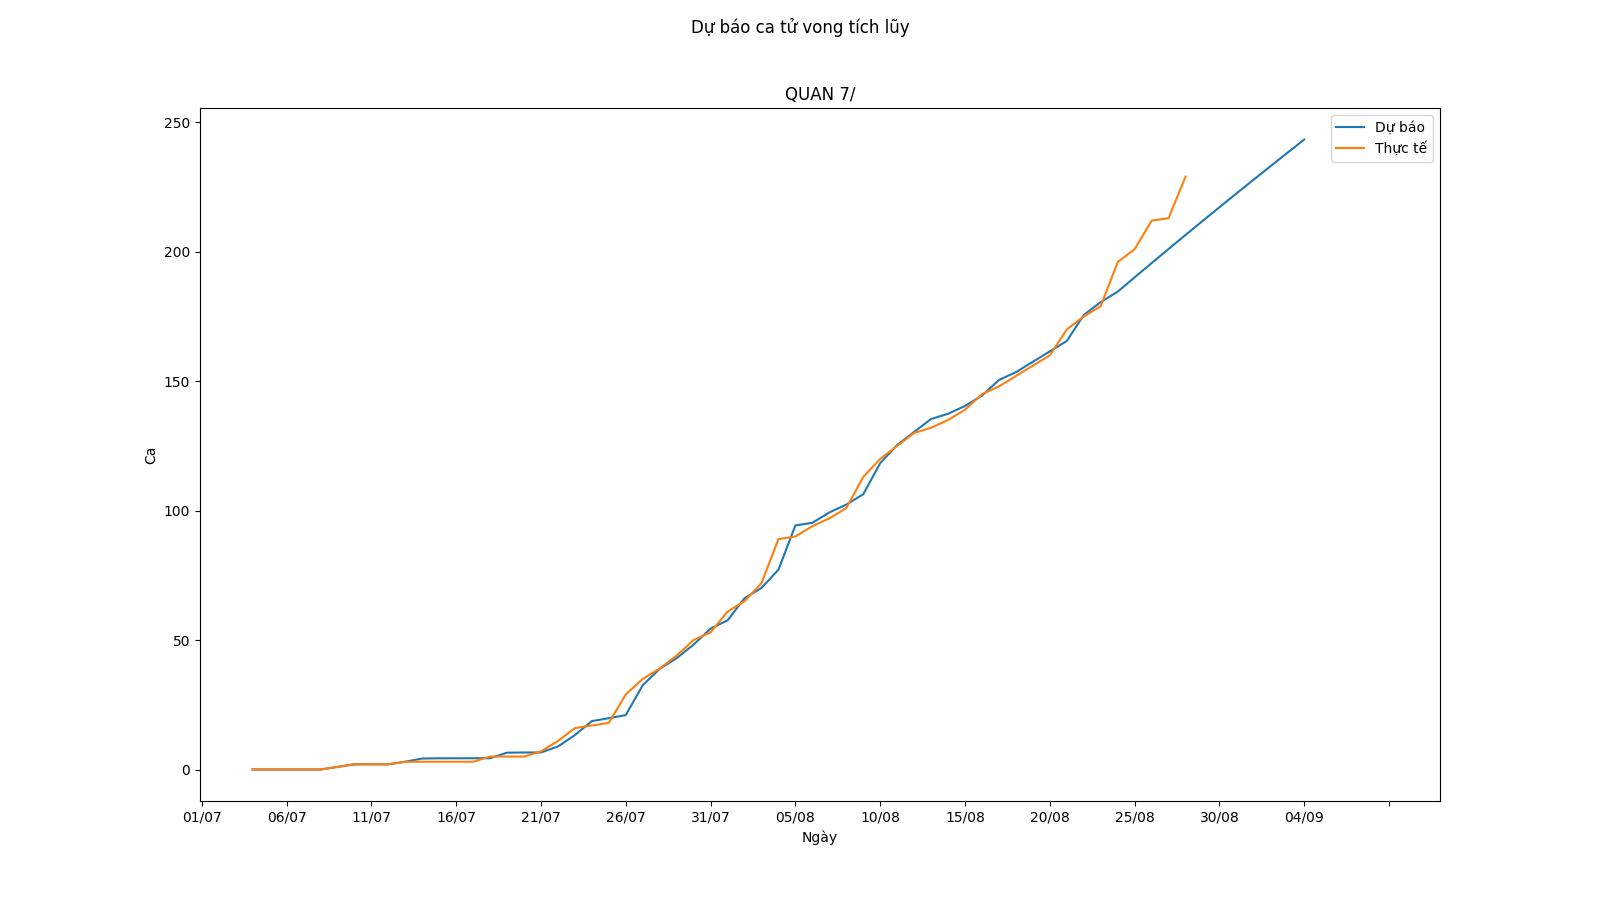 Dự báo ca tử vong tích lũy
QUAN 7/
Dự báo
Thực tế
250
200
150
100
50
0
Ca
01/07 06/07 11/07 16/07 21/07 26/07 31/07 05/08 10/08 15/08 20/08 25/08 30/08 04/09
Ngày